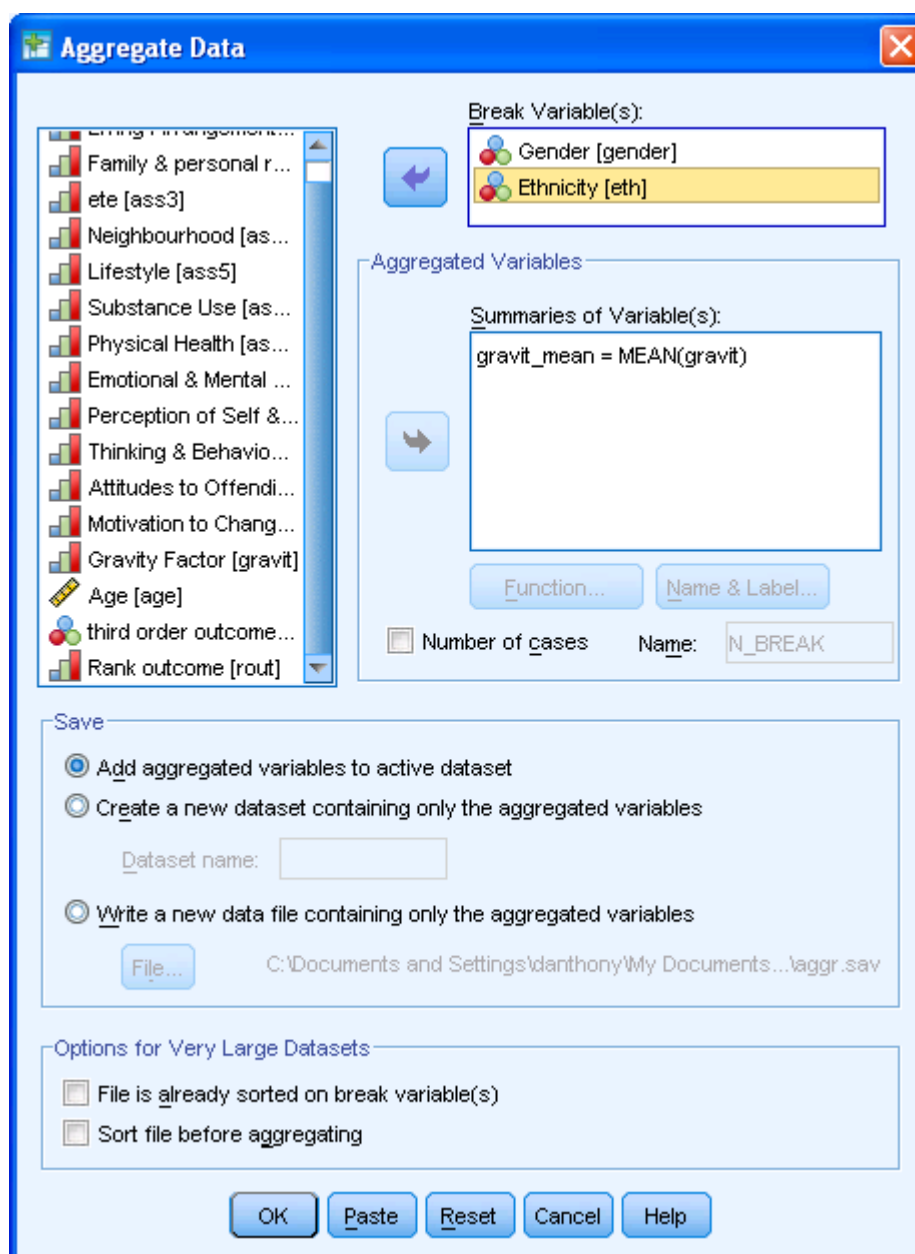 Aggregate Data
Break Variable(s):
Gender [gender]
Ethnicity [eth]
Family & personal r...
ete [ass3]
Neighbourhood [as...
Lifestyle [ass5]
Substance Use [as...
Physical Health [as...
Emotional & Mental ...
Perception of Self &...
Thinking & Behavio...
Attitudes to Offendi...
Motivation to Chang...
Gravity Factor [gravit]
Age [age]
third order outcome...
Rank outcome [rout]
Aggregated Variables
Summaries of Variable(s):
gravit_mean = MEAN(gravit)
Function...
Name & Label...
Number of cases
Name:
N_BREAK
Save
Add aggregated variables to active dataset
Create a new dataset containing only the aggregated variables
Dataset name:
Write a new data file containing only the aggregated variables
File...
C:\Documents and Settings\danthony\My Documents...\aggr.sav
Options for Very Large Datasets
File is already sorted on break variable(s)
Sort file before aggregating
OK
Paste
Reset
Cancel
Help